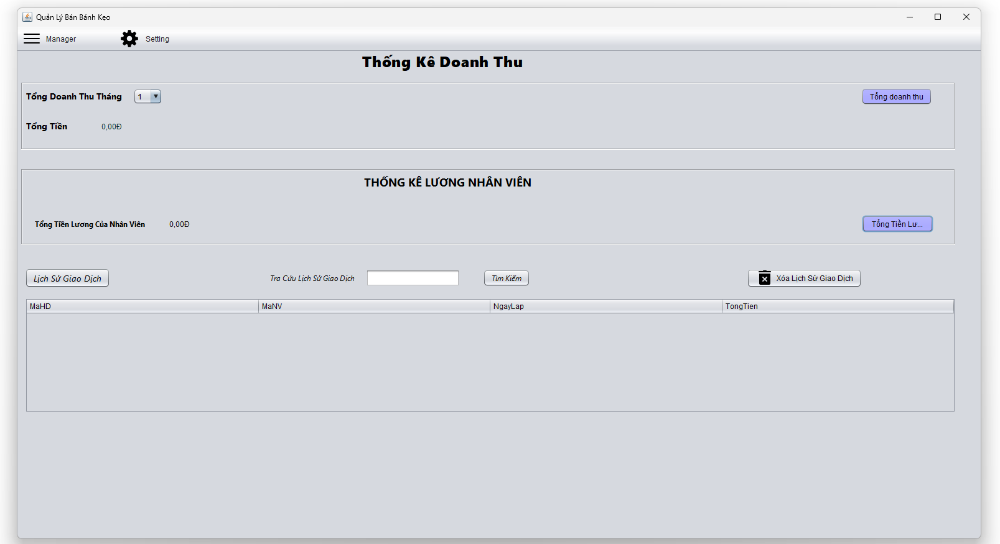 Quản Lý Bán Bánh Kẹo
Manager Setting
Thống Kê Doanh Thu
Tổng Doanh Thu Tháng 1 Tổng doanh thu
Tổng Tiền 0,00Đ
THỐNG KÊ LƯƠNG NHÂN VIÊN
Tổng Tiền Lương Của Nhân Viên 0,00Đ Tổng Tiền Lư...
Lịch Sử Giao Dịch Tra Cứu Lịch Sử Giao Dịch Tìm Kiếm Xóa Lịch Sử Giao Dịch
MaHD MaNV NgayLap TongTien